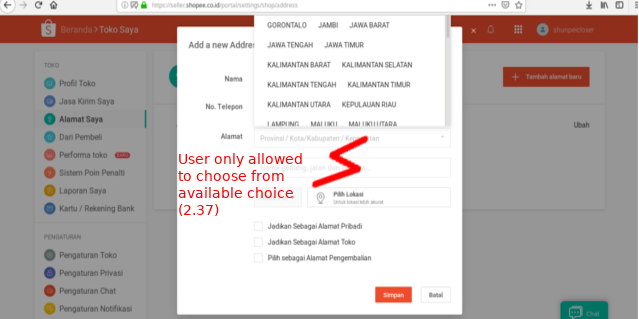 https://seller.shopee.co.id/portal/settings/shop/address
Beranda > Toko Saya
TOKO
Profil Toko
Jasa Kirim Saya
Alamat Saya
Dari Pembeli
Performa toko
Sistem Poin Penalti
Laporan Saya
Kartu / Rekening Bank
PENGATURAN
Pengaturan Toko
Pengaturan Privasi
Pengaturan Chat
Pengaturan Notifikasi
Add a new Addre
Nama
No. Telepon
Alamat
GORONTALO JAMBI JAWA BARAT
JAWA TENGAH JAWA TIMUR
KALIMANTAN BARAT KALIMANTAN SELATAN
KALIMANTAN TENGAH KALIMANTAN TIMUR
KALIMANTAN UTARA KEPULAUAN RIAU
LAMPUNG MALUKU MALUKU UTARA
Provinsi / Kota/Kabupaten / Kecamatan
User only allowed
to choose from
available choice
(2.37)
Pilih Lokasi
Untuk lokasi lebih akurat
Jadikan Sebagai Alamat Pribadi
Jadikan Sebagai Alamat Toko
Pilih sebagai Alamat Pengembalian
Simpan Batal
+ Tambah alamat baru
Ubah
Chat